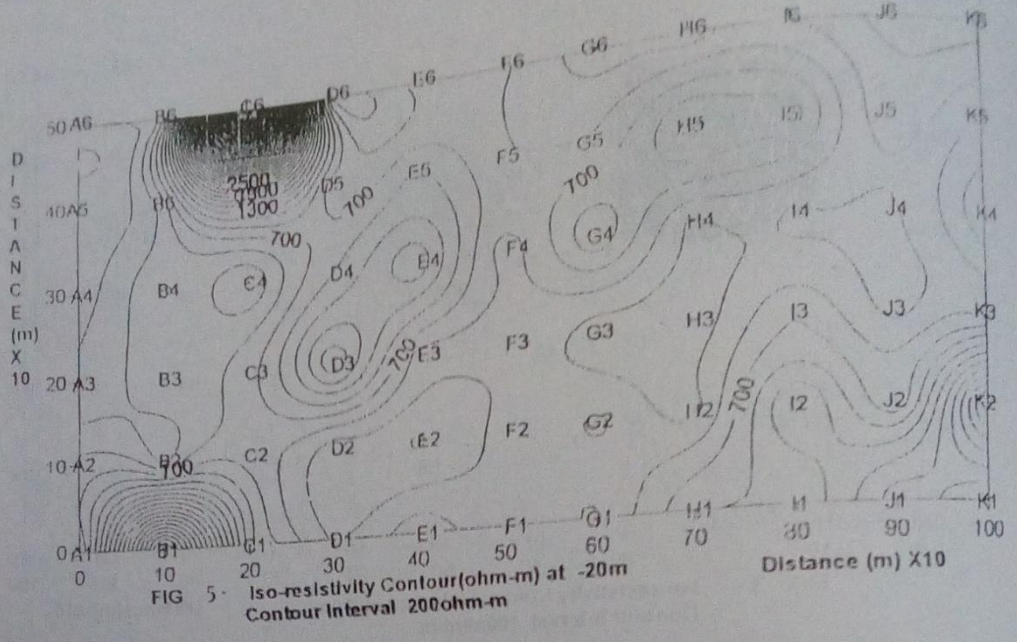 K6
J6
I6
H6
G6
F6
E6
D6
C6
B6
50 A6
K5
J5
I5
H5
G5
F5
E5
D5
B6
40A5
2500
1300
700
700
700
700
K4
J4
I4
H4
G4
F4
E4
D4
C4
B4
30 A4
K3
J3
I3
H3
G3
F3
E3
D3
C3
B3
20 A3
700
700
K2
J2
I2
H2
G2
F2
E2
D2
C2
10 A2
0 A1 B1 C1 D1 E1 F1 G1 H1 I1 J1 K1
DISTANCE (m) X 10
0 10 20 30 40 50 60 70 80 90 100
Distance (m) X10
FIG 5· Iso-resistivity Contour(ohm-m) at -20m
Contour Interval 200ohm-m